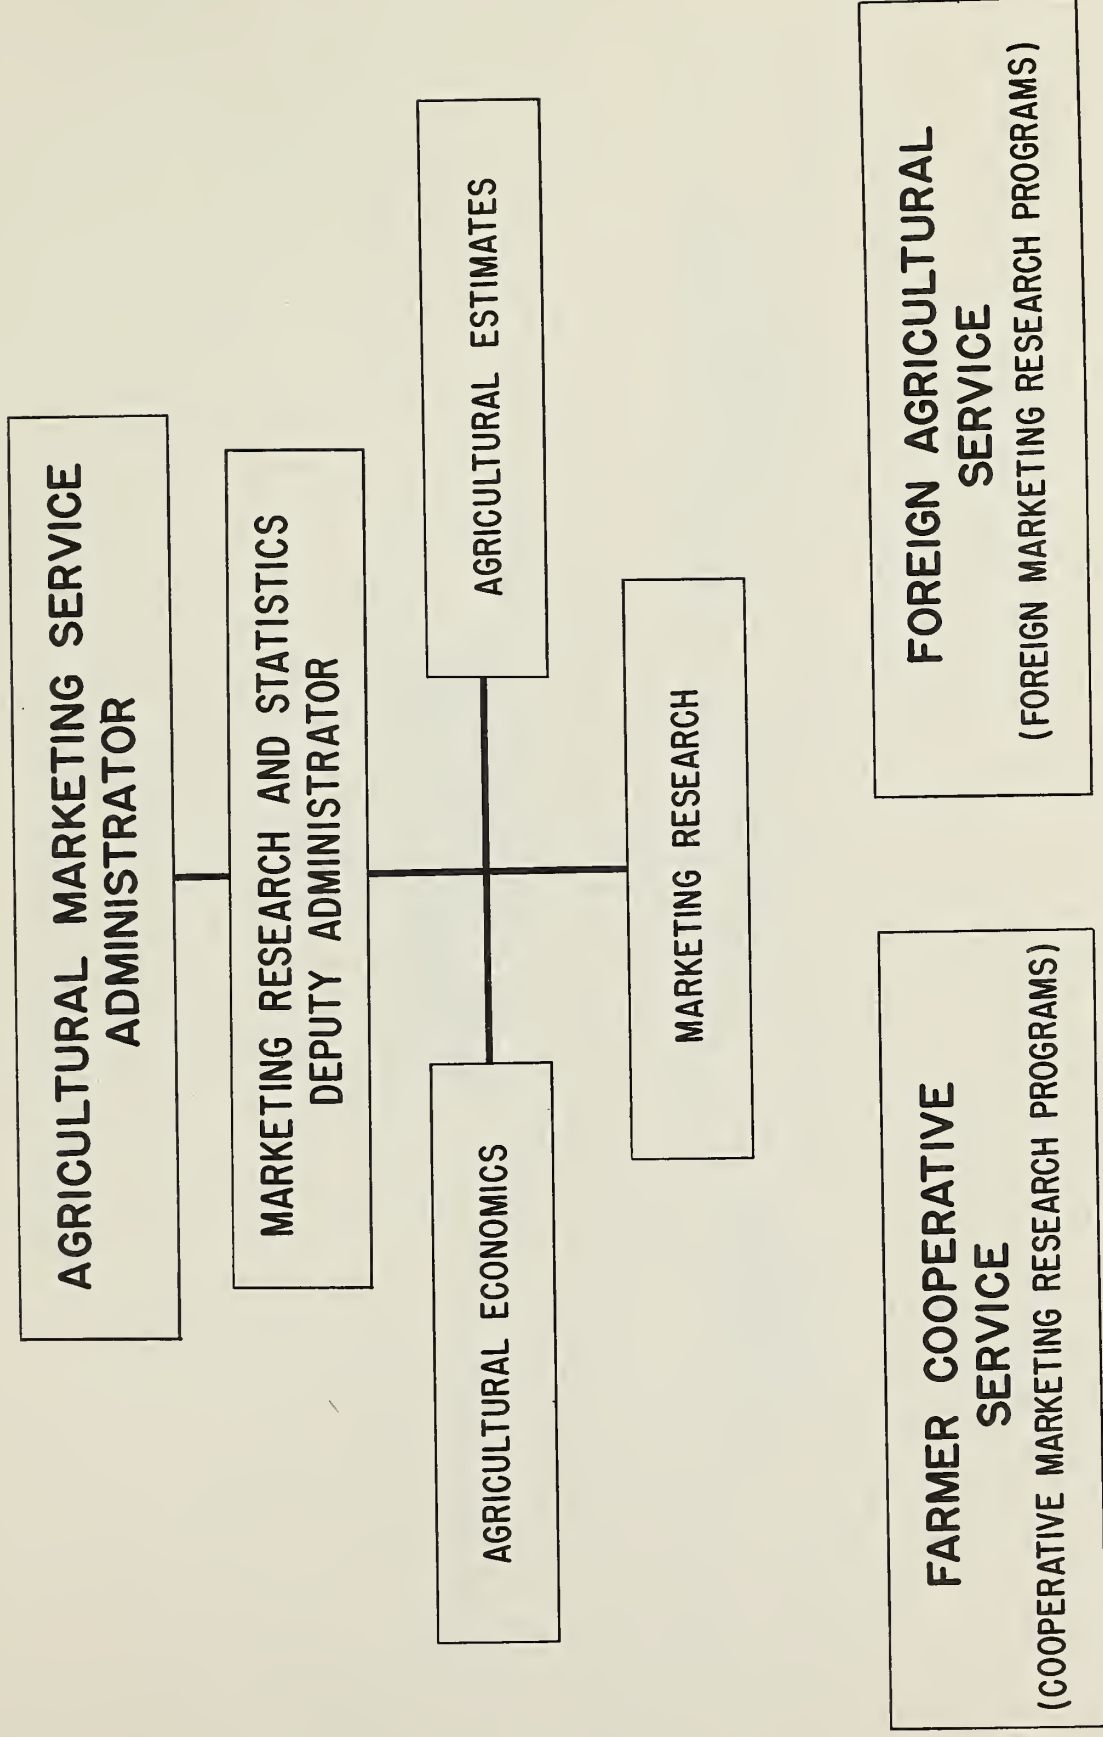 AGRICULTURAL MARKETING SERVICE
ADMINISTRATOR
MARKETING RESEARCH AND STATISTICS
DEPUTY ADMINISTRATOR
AGRICULTURAL ECONOMICS
AGRICULTURAL ESTIMATES
MARKETING RESEARCH
FARMER COOPERATIVE
SERVICE
(COOPERATIVE MARKETING RESEARCH PROGRAMS)
FOREIGN AGRICULTURAL
SERVICE
(FOREIGN MARKETING RESEARCH PROGRAMS)